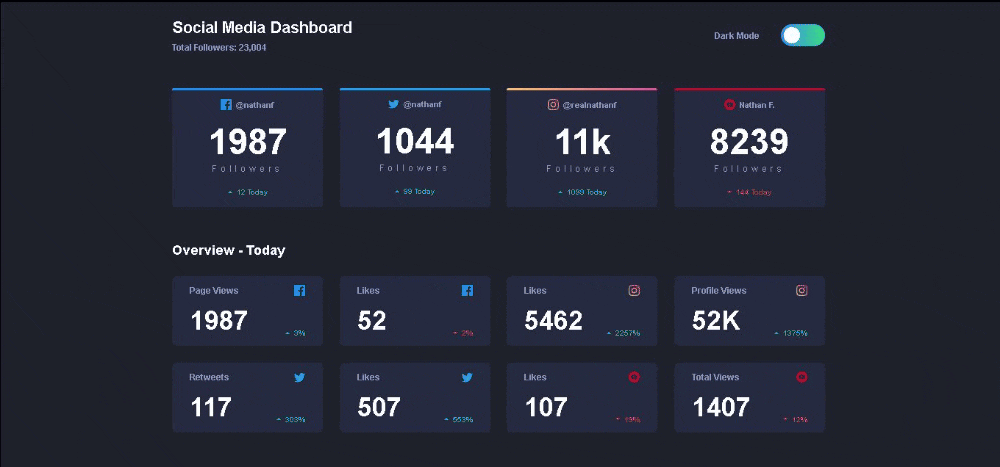 Social Media Dashboard
Total Followers: 23,004
Dark Mode
@nathanf
1987
Followers
12 Today
@nathanf
1044
Followers
99 Today
@realnathanf
11k
Followers
1099 Today
Nathan F.
8239
Followers
144 Today
Overview - Today
Page Views
1987
3%
Likes
52
2%
Likes
5462
2257%
Profile Views
52K
1375%
Retweets
117
303%
Likes
507
553%
Likes
107
19%
Total Views
1407
12%